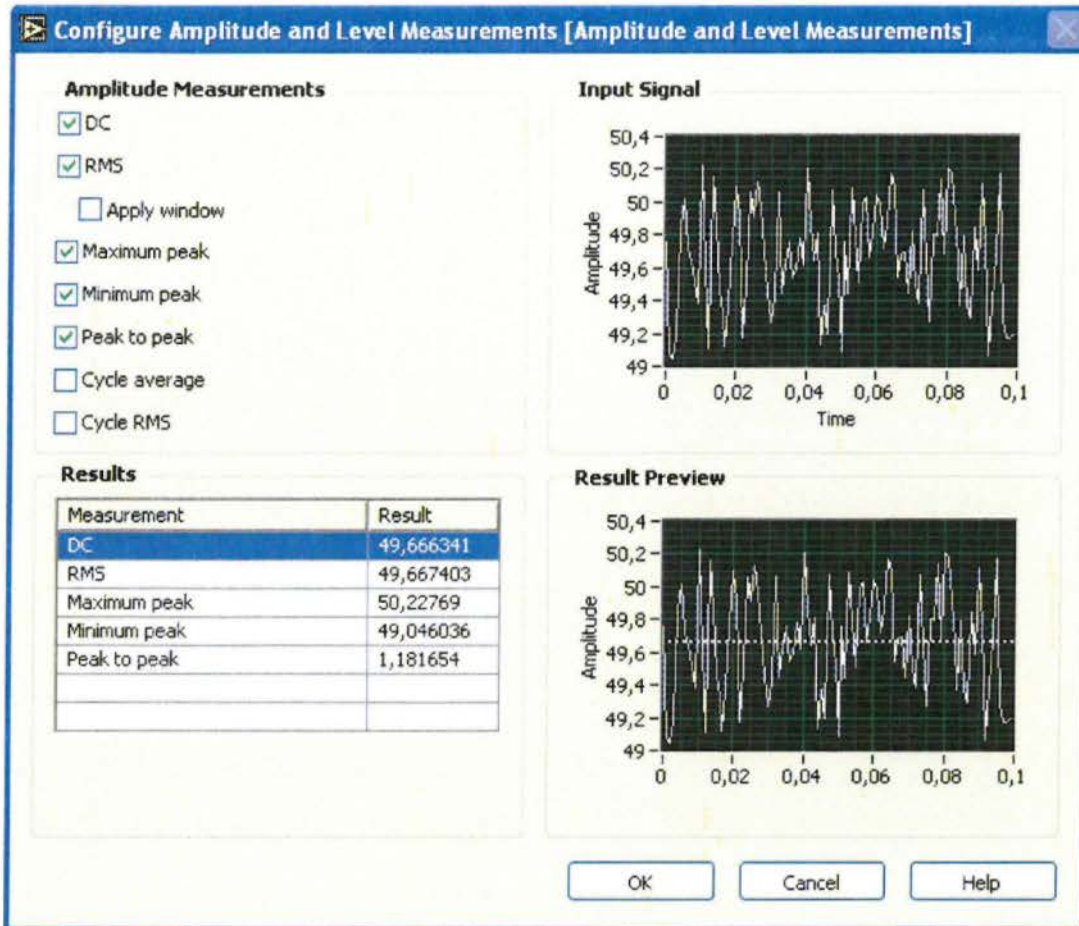 Configure Amplitude and Level Measurements [Amplitude and Level Measurements]
Amplitude Measurements
DC
RMS
Apply window
Maximum peak
Minimum peak
Peak to peak
Cycle average
Cycle RMS
Input Signal
50,4
50,2
50
49,8
49,6
49,4
49,2
49
Amplitude
0 0,02 0,04 0,06 0,08 0,1
Time
Results
Measurement Result
DC 49,666341
RMS 49,667403
Maximum peak 50,22769
Minimum peak 49,046036
Peak to peak 1,181654
Result Preview
50,4
50,2
50
49,8
49,6
49,4
49,2
49
Amplitude
0 0,02 0,04 0,06 0,08 0,1
OK Cancel Help